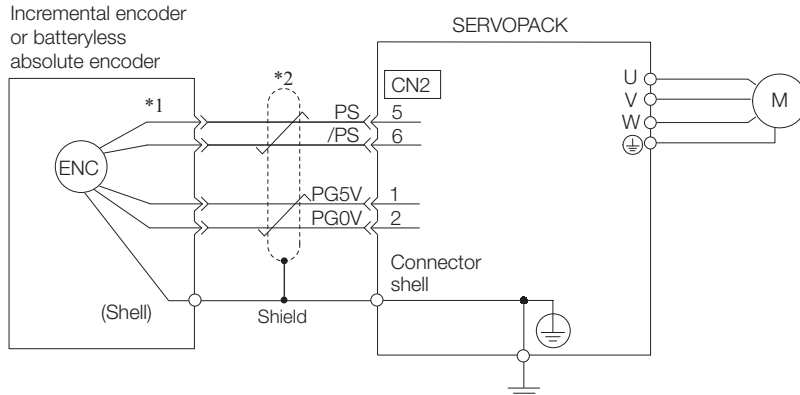 Incremental encoder
or batteryless
absolute encoder
SERVOPACK
*1
*2
CN2
PS
5
/PS
6
ENC
PG5V
1
PG0V
2
U
V
W
M
Connector
shell
(Shell)
Shield